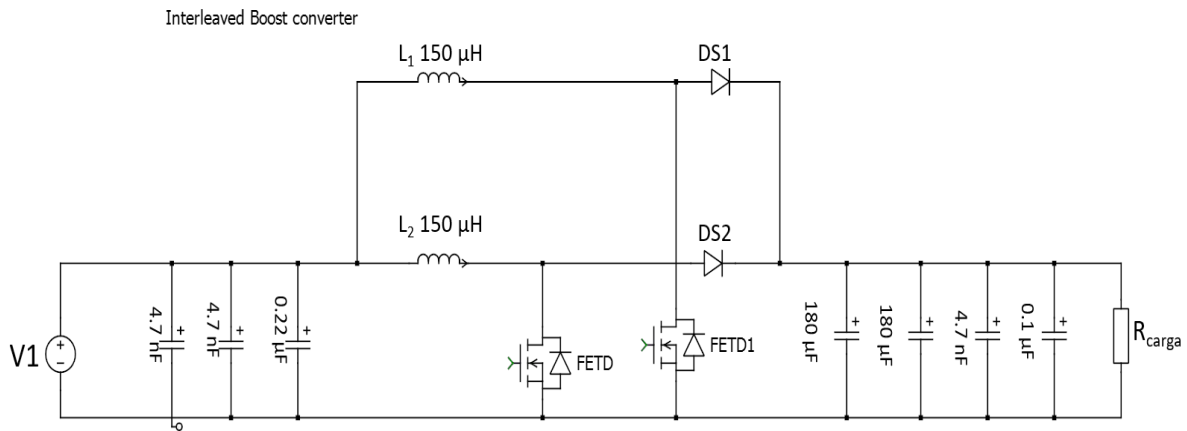 Interleaved Boost converter
L₁ 150 µH
DS1
L₂ 150 µH
DS2
V1
4.7 nF
4.7 nF
0.22 µF
FETD
FETD1
180 µF
180 µF
4.7 nF
0.1 µF
Rcarga